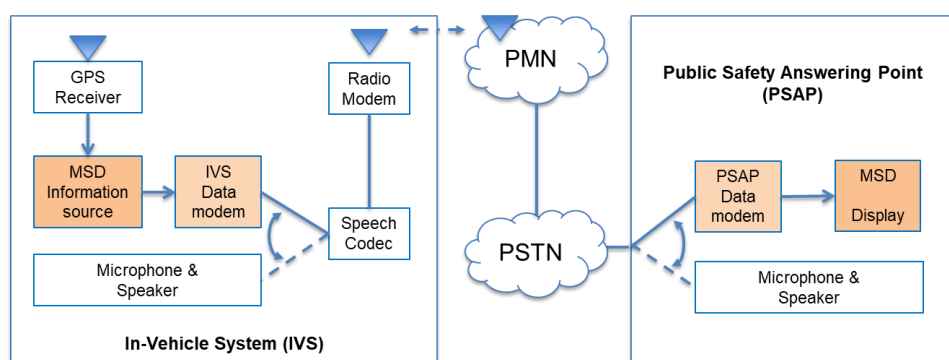 GPS
Receiver
Radio
Modem
PMN
Public Safety Answering Point
(PSAP)
MSD
Information
source
IVS
Data
modem
Speech
Codec
Microphone &
Speaker
In-Vehicle System (IVS)
PSTN
PSAP
Data
modem
MSD
Display
Microphone &
Speaker